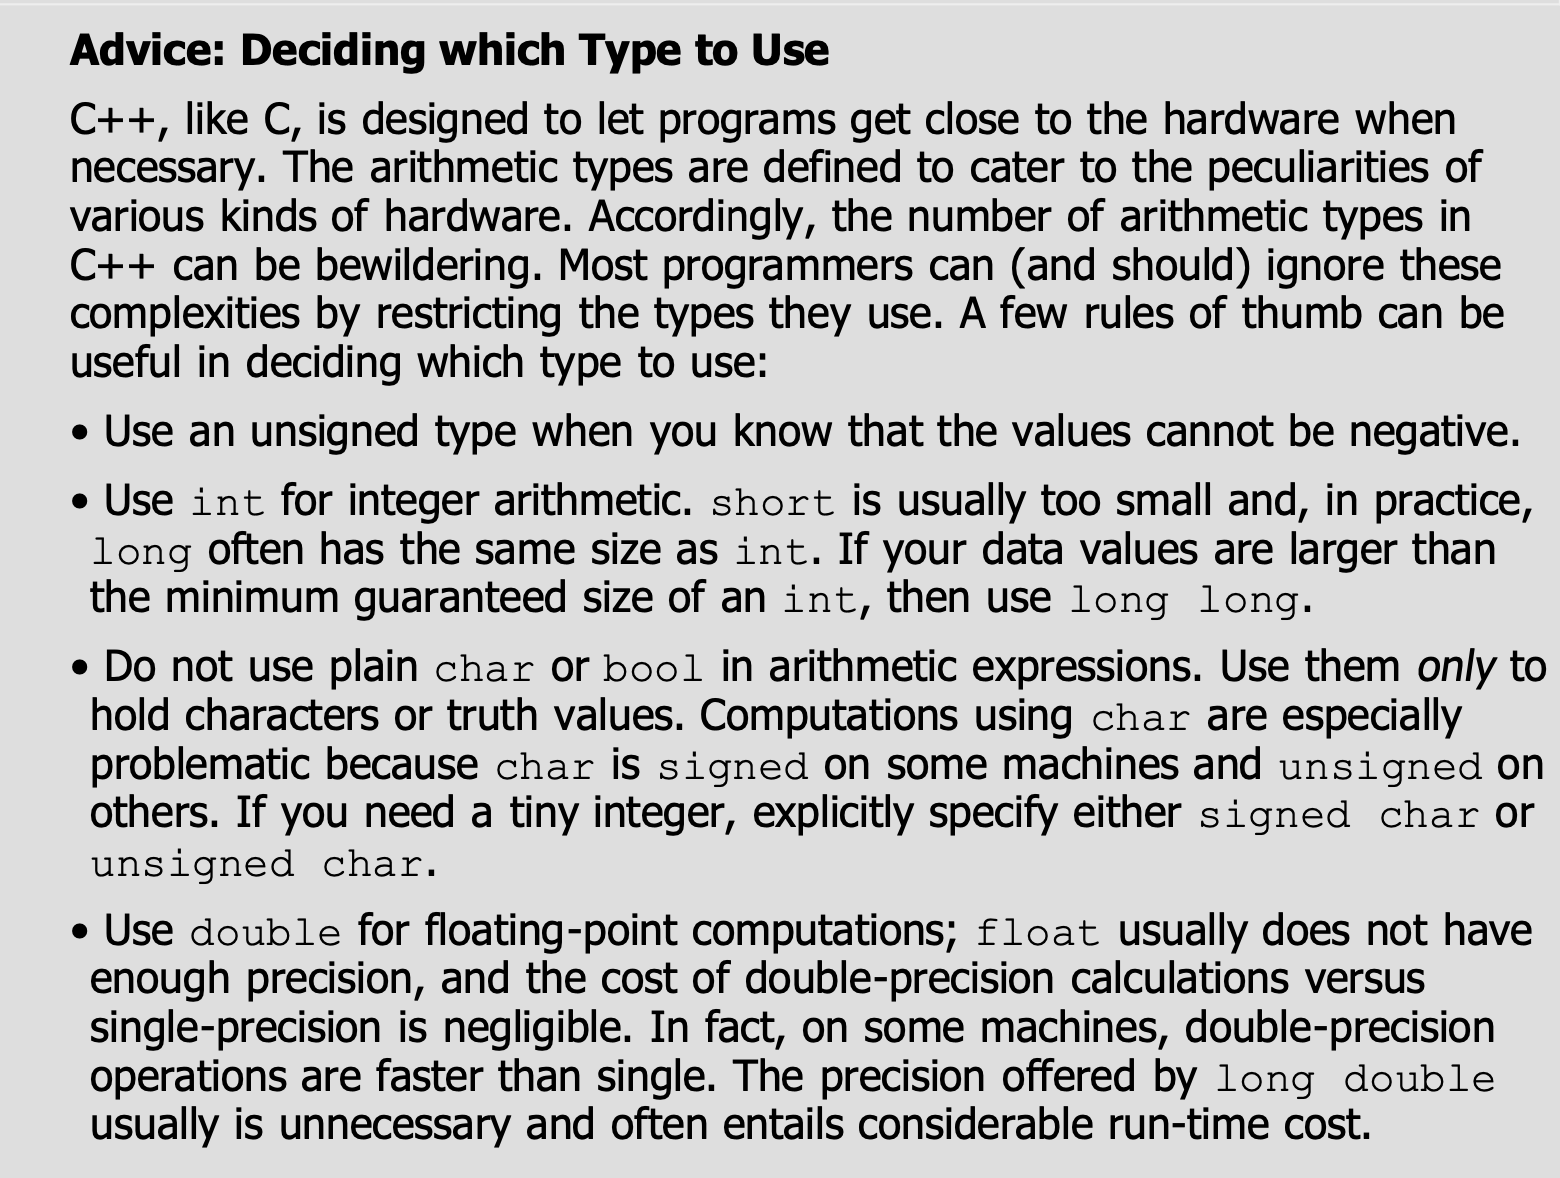 Advice: Deciding which Type to Use
C++, like C, is designed to let programs get close to the hardware when
necessary. The arithmetic types are defined to cater to the peculiarities of
various kinds of hardware. Accordingly, the number of arithmetic types in
C++ can be bewildering. Most programmers can (and should) ignore these
complexities by restricting the types they use. A few rules of thumb can be
useful in deciding which type to use:
• Use an unsigned type when you know that the values cannot be negative.
• Use int for integer arithmetic. short is usually too small and, in practice,
long often has the same size as int. If your data values are larger than
the minimum guaranteed size of an int, then use long long.
• Do not use plain char or bool in arithmetic expressions. Use them only to
hold characters or truth values. Computations using char are especially
problematic because char is signed on some machines and unsigned on
others. If you need a tiny integer, explicitly specify either signed char or
unsigned char.
• Use double for floating-point computations; float usually does not have
enough precision, and the cost of double-precision calculations versus
single-precision is negligible. In fact, on some machines, double-precision
operations are faster than single. The precision offered by long double
usually is unnecessary and often entails considerable run-time cost.